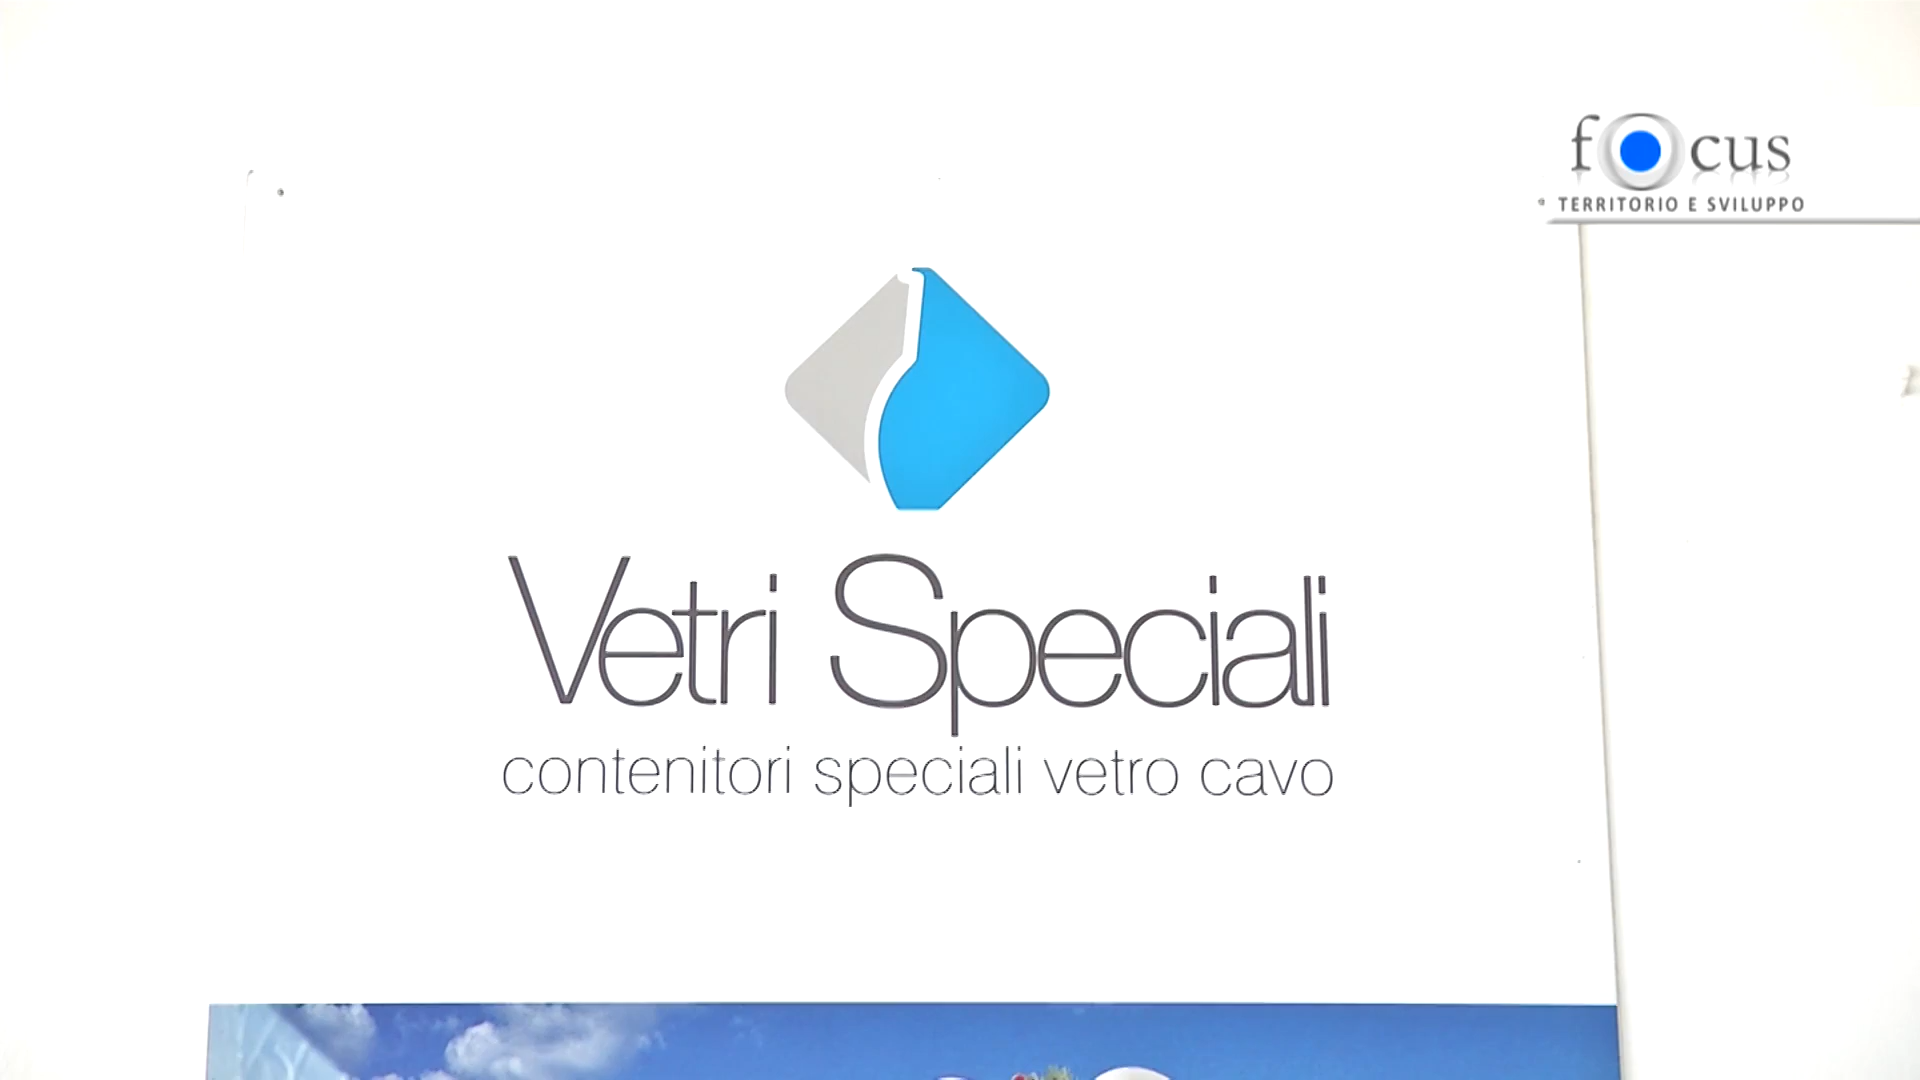 focus
TERRITORIO E SVILUPPO
Vetri Speciali
contenitori speciali vetro cavo